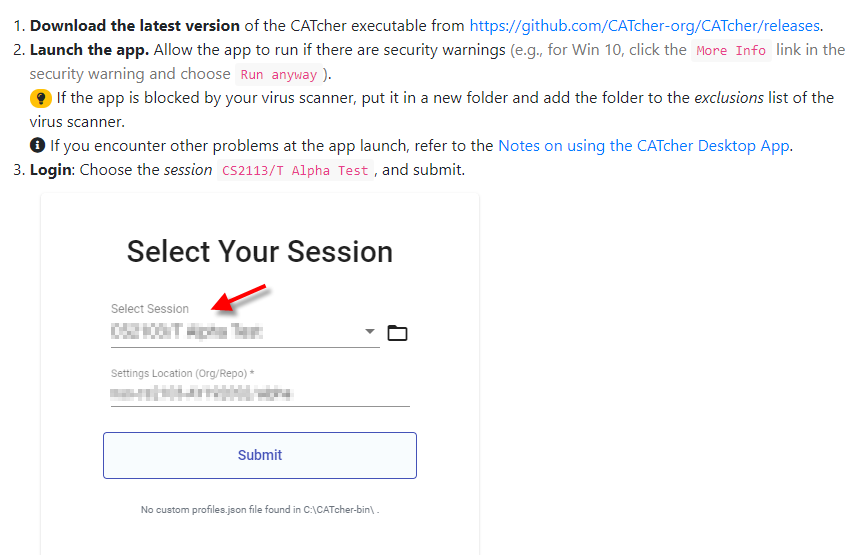 1. Download the latest version of the CATcher executable from https://github.com/CATcher-org/CATcher/releases.
2. Launch the app. Allow the app to run if there are security warnings (e.g., for Win 10, click the More Info link in the
security warning and choose Run anyway ).
If the app is blocked by your virus scanner, put it in a new folder and add the folder to the exclusions list of the
virus scanner.
If you encounter other problems at the app launch, refer to the Notes on using the CATcher Desktop App.
3. Login: Choose the session CS2113/T Alpha Test , and submit.
Select Your Session
Select Session
Settings Location (Org/Repo) *
Submit
No custom profiles.json file found in C:\CATcher-bin\ .